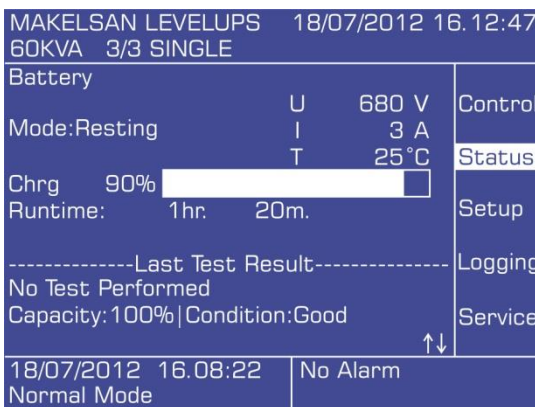 MAKELSAN LEVELUPS 18/07/2012 16.12:47
60KVA 3/3 SINGLE
Battery
U 680 V
Mode:Resting I 3 A
T 25°C
Chrg 90%
Runtime: 1hr. 20m.
--------------Last Test Result---------------
No Test Performed
Capacity:100%|Condition:Good
↑↓
Control
Status
Setup
Logging
Service
18/07/2012 16.08:22 No Alarm
Normal Mode